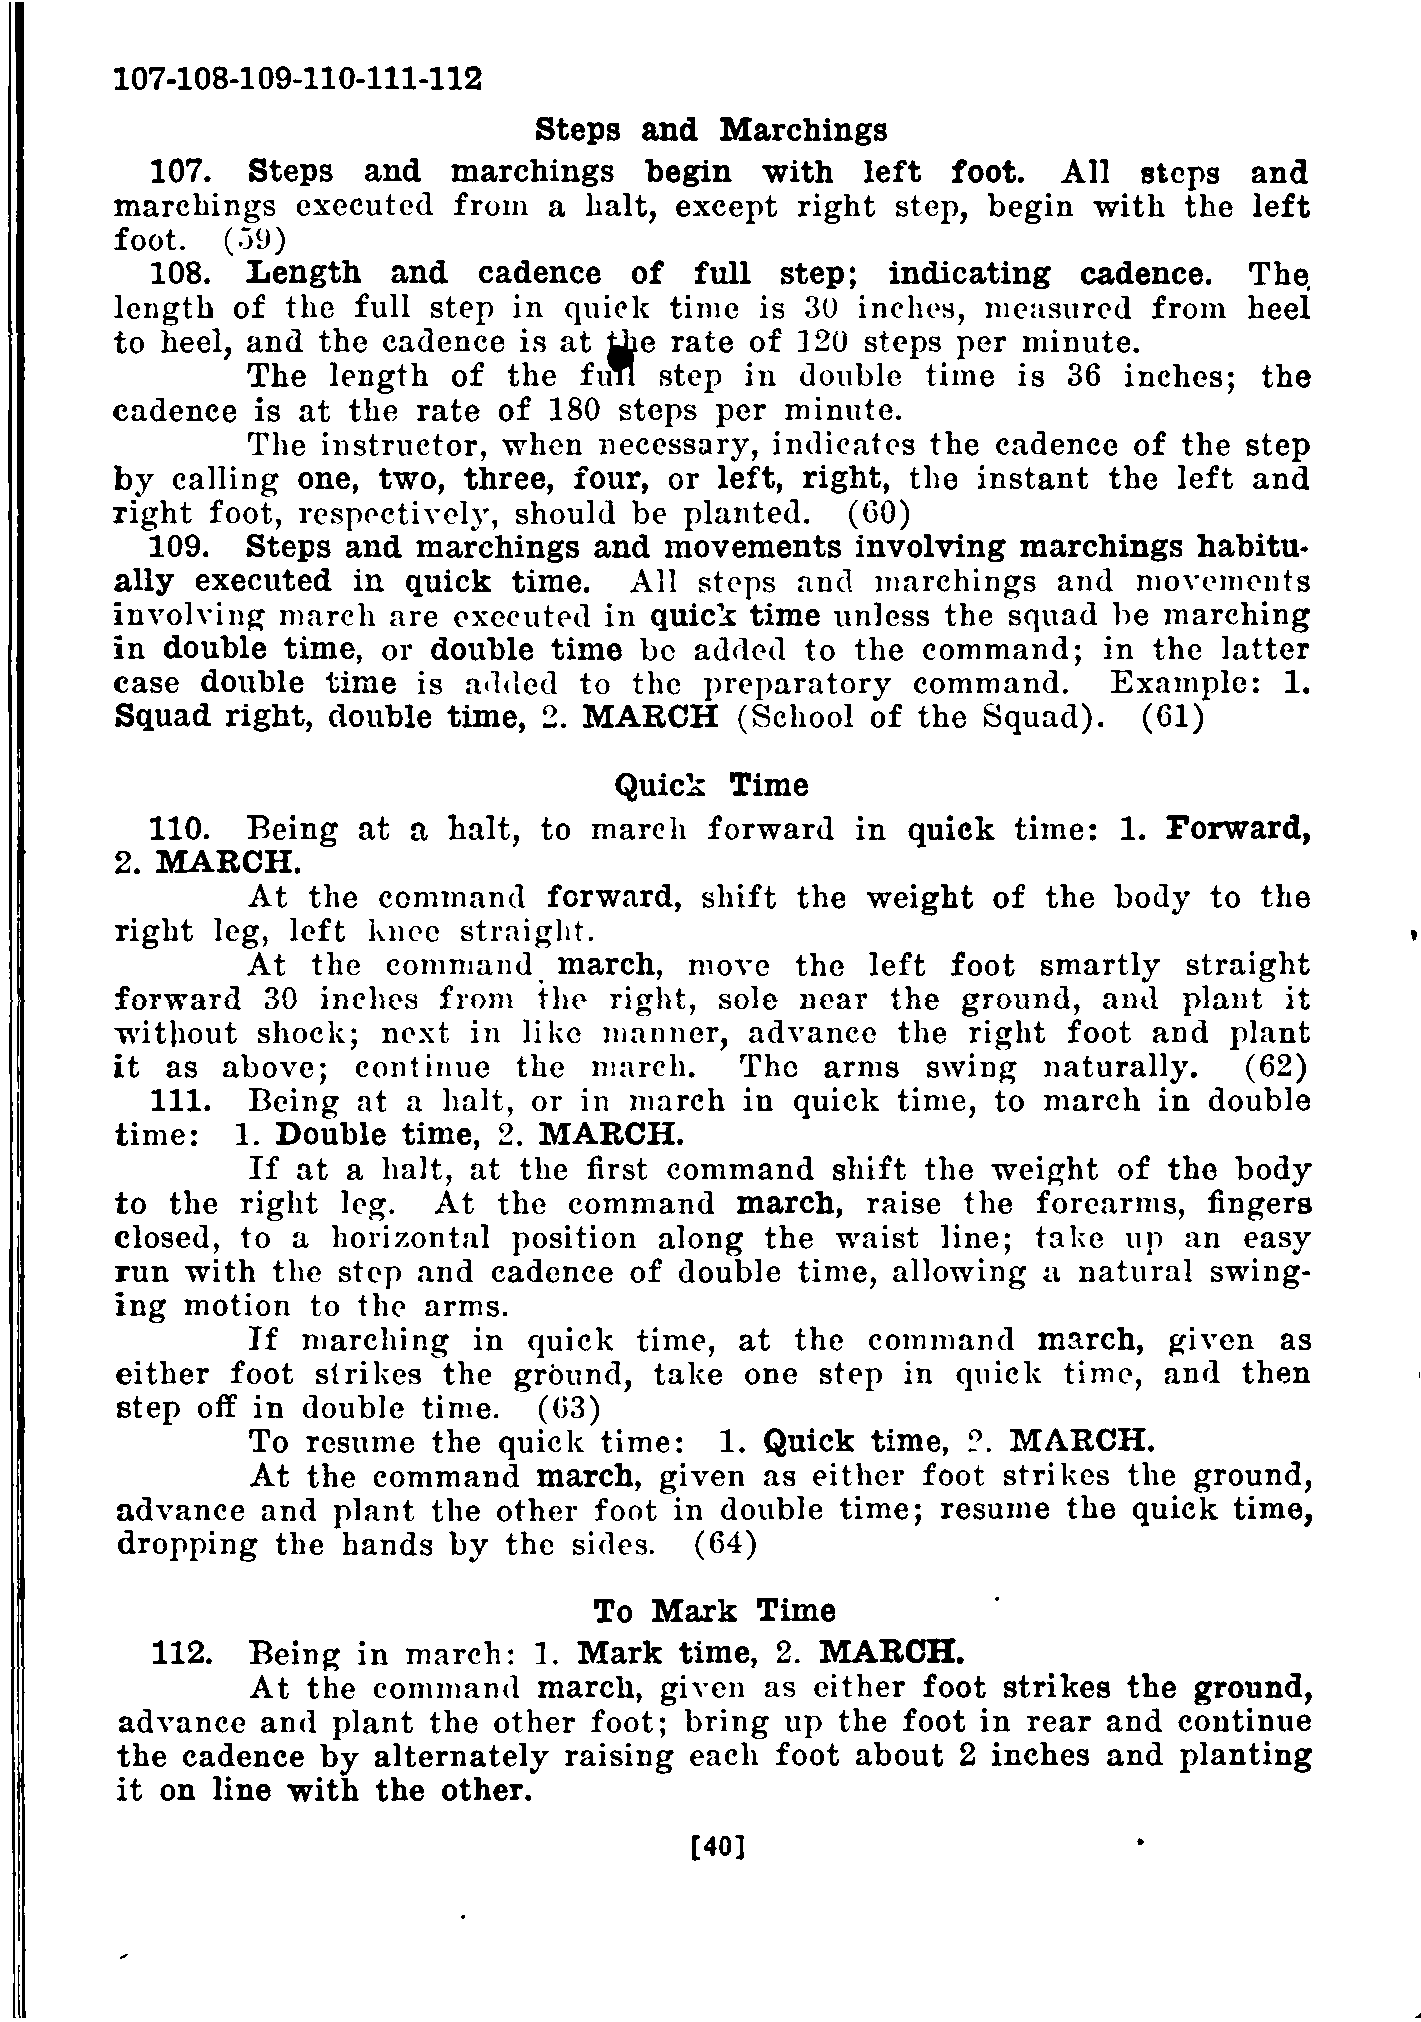 107-108-109-110-111-112
Steps and Marchings
107. Steps and marchings begin with left foot. All steps and
marchings executed from a halt, except right step, begin with the left
foot. (59)
108. Length and cadence of full step; indicating cadence. The
length of the full step in quick time is 30 inches, measured from heel
to heel, and the cadence is at the rate of 120 steps per minute.
The length of the full step in double time is 36 inches; the
cadence is at the rate of 180 steps per minute.
The instructor, when necessary, indicates the cadence of the step
by calling one, two, three, four, or left, right, the instant the left and
right foot, respectively, should be planted. (60)
109. Steps and marchings and movements involving marchings habitu-
ally executed in quick time. All steps and marchings and movements
involving march are executed in quick time unless the squad be marching
in double time, or double time be added to the command; in the latter
case double time is added to the preparatory command. Example: 1.
Squad right, double time, 2. MARCH (School of the Squad). (61)
Quick Time
110. Being at a halt, to march forward in quick time: 1. Forward,
2. MARCH.
At the command forward, shift the weight of the body to the
right leg, left knee straight.
At the command march, move the left foot smartly straight
forward 30 inches from the right, sole near the ground, and plant it
without shock; next in like manner, advance the right foot and plant
it as above; continue the march. The arms swing naturally. (62)
111. Being at a halt, or in march in quick time, to march in double
time: 1. Double time, 2. MARCH.
If at a halt, at the first command shift the weight of the body
to the right leg. At the command march, raise the forearms, fingers
closed, to a horizontal position along the waist line; take up an easy
run with the step and cadence of double time, allowing a natural swing-
ing motion to the arms.
If marching in quick time, at the command march, given as
either foot strikes the ground, take one step in quick time, and then
step off in double time. (63)
To resume the quick time: 1. Quick time, 2. MARCH.
At the command march, given as either foot strikes the ground,
advance and plant the other foot in double time; resume the quick time,
dropping the hands by the sides. (64)
To Mark Time
112. Being in march: 1. Mark time, 2. MARCH.
At the command march, given as either foot strikes the ground,
advance and plant the other foot; bring up the foot in rear and continue
the cadence by alternately raising each foot about 2 inches and planting
it on line with the other.
[40]